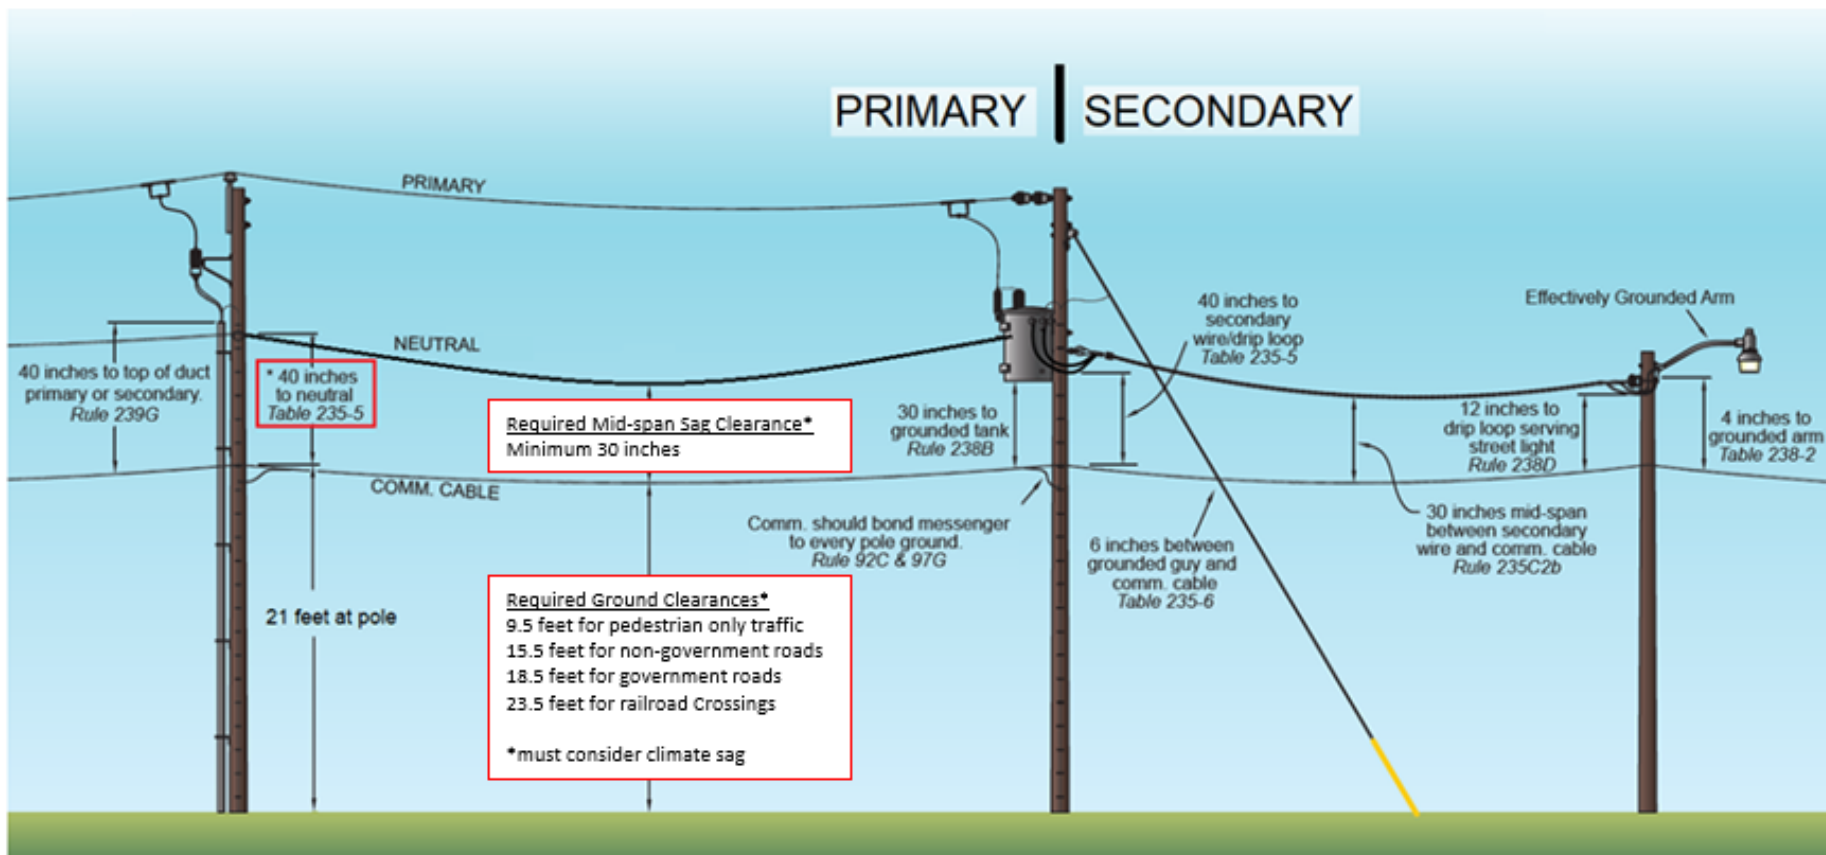 PRIMARY | SECONDARY
PRIMARY
NEUTRAL
COMM. CABLE
40 inches to top of duct
primary or secondary.
Rule 239G
* 40 inches
to neutral
Table 235-5
21 feet at pole
Required Mid-span Sag Clearance*
Minimum 30 inches
Required Ground Clearances*
9.5 feet for pedestrian only traffic
15.5 feet for non-government roads
18.5 feet for government roads
23.5 feet for railroad Crossings
*must consider climate sag
30 inches to
grounded tank
Rule 238B
Comm. should bond messenger
to every pole ground.
Rule 92C & 97G
40 inches to
secondary
wire/drip loop
Table 235-5
6 inches between
grounded guy and
comm. cable
Table 235-6
Effectively Grounded Arm
12 inches to
drip loop serving
street light
Rule 238D
4 inches to
grounded arm
Table 238-2
30 inches mid-span
between secondary
wire and comm. cable
Rule 235C2b